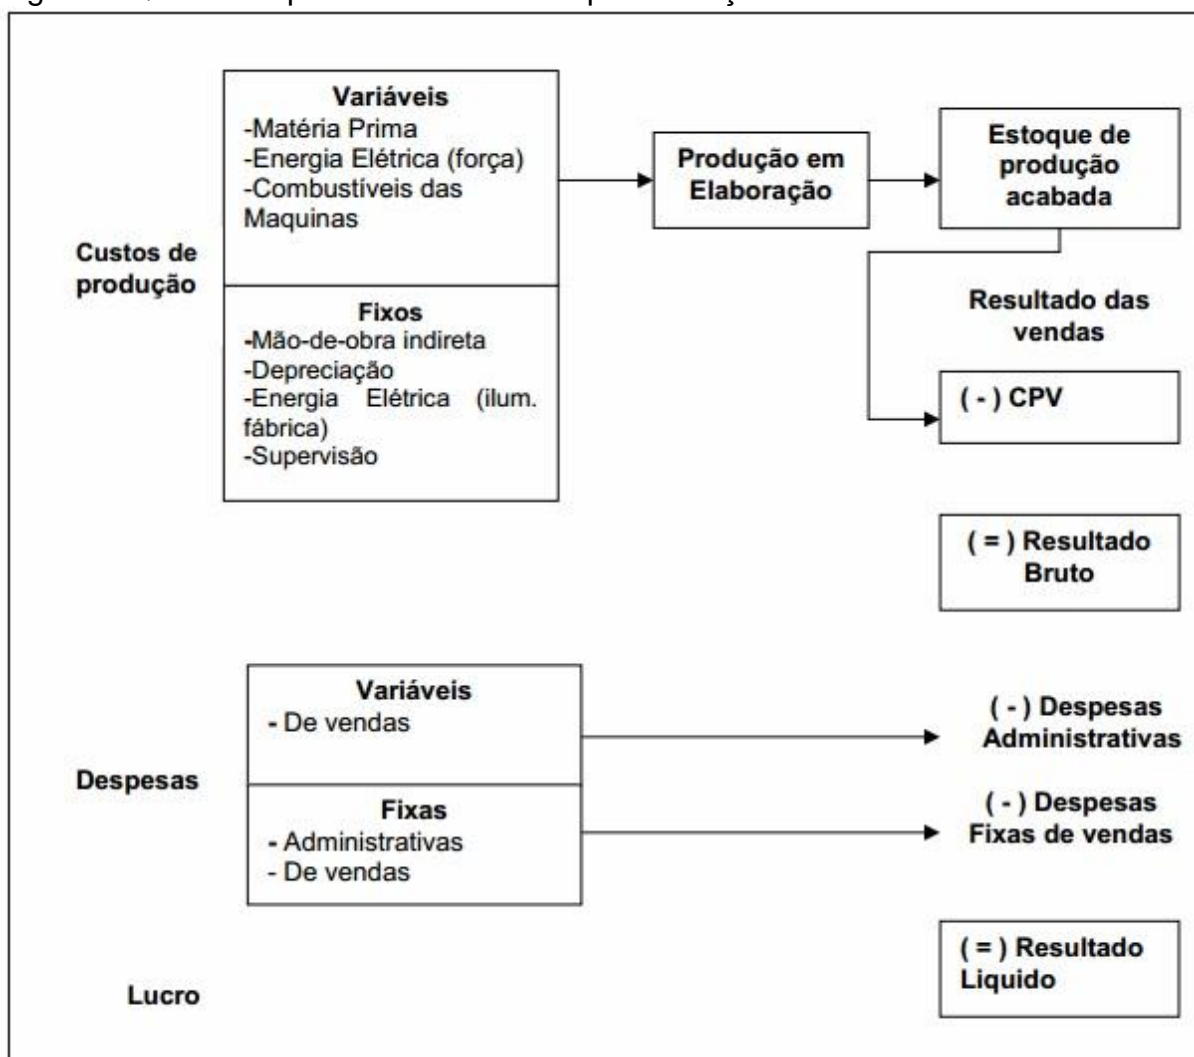 Variáveis
-Matéria Prima
-Energia Elétrica (força)
-Combustíveis das
Maquinas
Custos de
produção
Fixos
-Mão-de-obra indireta
-Depreciação
-Energia Elétrica (ilum.
fábrica)
-Supervisão
Produção em
Elaboração
Estoque de
produção
acabada
Resultado das
vendas
( - ) CPV
( = ) Resultado
Bruto
Despesas
Variáveis
- De vendas
Fixas
- Administrativas
- De vendas
( - ) Despesas
Administrativas
( - ) Despesas
Fixas de vendas
Lucro
( = ) Resultado
Liquido